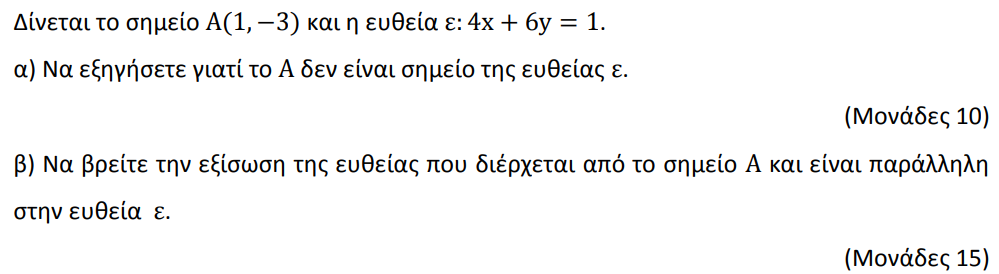 Δίνεται το σημείο A(1, −3) και η ευθεία ε: 4x + 6y = 1.
α) Να εξηγήσετε γιατί το A δεν είναι σημείο της ευθείας ε.
(Μονάδες 10)
β) Να βρείτε την εξίσωση της ευθείας που διέρχεται από το σημείο A και είναι παράλληλη
στην ευθεία ε.
(Μονάδες 15)